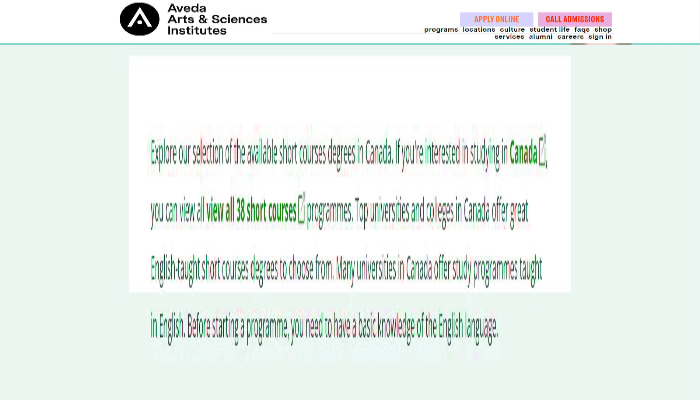 Aveda
Arts & Sciences
Institutes
APPLY ONLINE
CALL ADMISSIONS
programs locations culture student life faqs shop
services alumni careers sign in
Explore our selection of the available short courses degrees in Canada. If you're interested in studying in Canada,
you can view all view all 38 short courses programmes. Top universities and colleges in Canada offer great
English-taught short courses degrees to choose from. Many universities in Canada offer study programmes taught
in English. Before starting a programme, you need to have a basic knowledge of the English language.